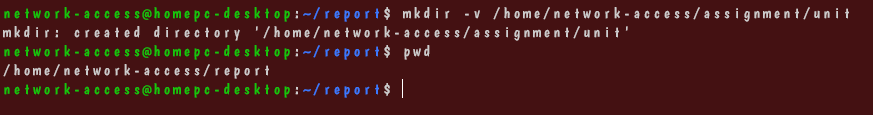 network-access@homepc-desktop:~/report$ mkdir -v /home/network-access/assignment/unit
mkdir: created directory '/home/network-access/assignment/unit'
network-access@homepc-desktop:~/report$ pwd
/home/network-access/report
network-access@homepc-desktop:~/report$